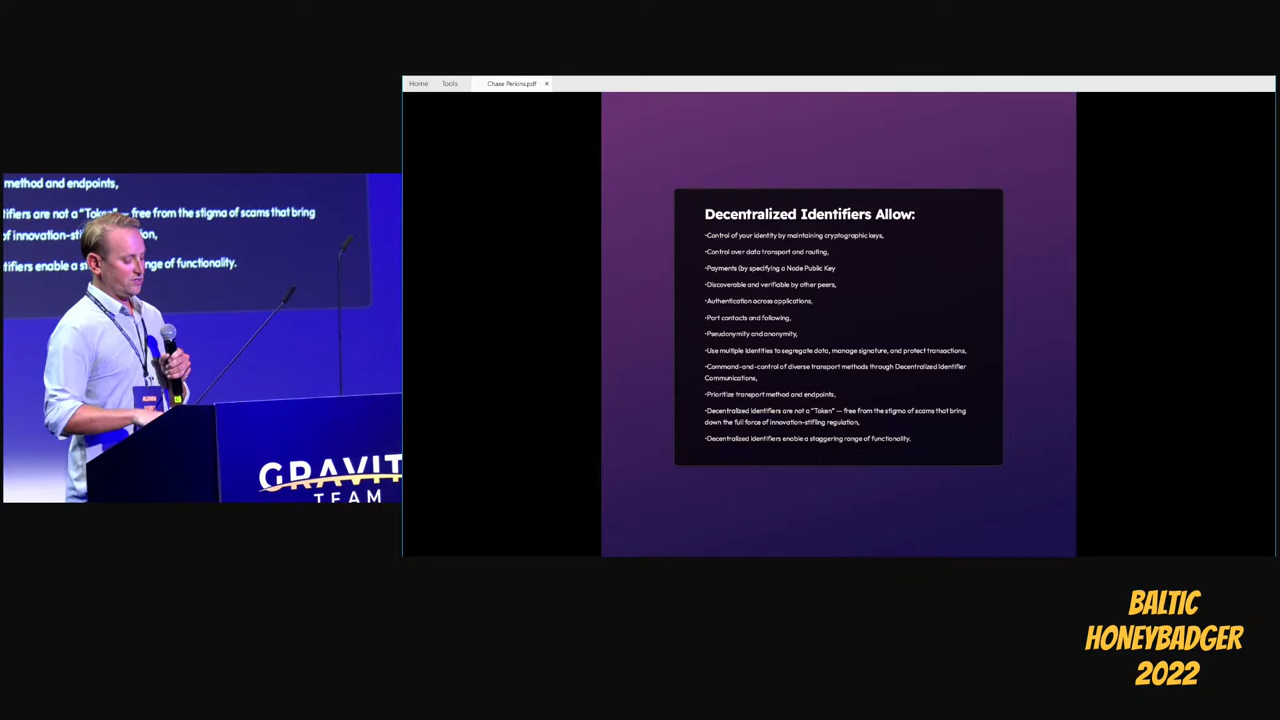 Home Tools Chase Perkins.pdf ×
method and endpoints,
tifiers are not a "Token" — free from the stigma of scams that bring
of innovation-sti tion,
tifiers enable a sta nge of functionality.
AGENDA
GRAVIT
TEAM
Decentralized Identifiers Allow:
•Control of your identity by maintaining cryptographic keys,
•Control over data transport and routing,
•Payments (by specifying a Node Public Key
•Discoverable and verifiable by other peers,
•Authentication across applications,
•Port contacts and following,
•Pseudonymity and anonymity,
•Use multiple identities to segregate data, manage signature, and protect transactions,
•Command-and-control of diverse transport methods through Decentralized Identifier
Communications,
•Prioritize transport method and endpoints,
•Decentralized Identifiers are not a "Token" — free from the stigma of scams that bring
down the full force of innovation-stifling regulation,
•Decentralized Identifiers enable a staggering range of functionality.
BALTIC
HONEYBADGER
2022